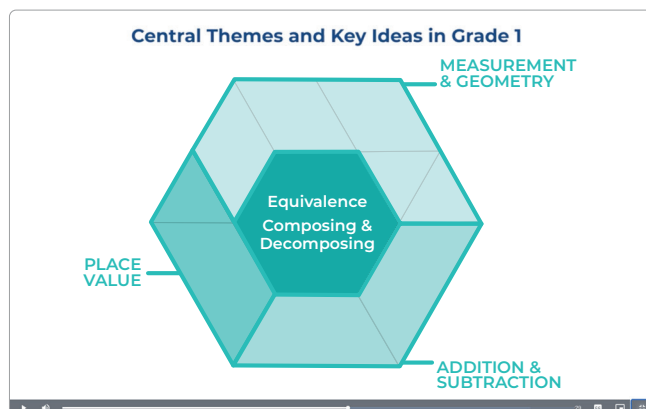 Central Themes and Key Ideas in Grade 1
MEASUREMENT
& GEOMETRY
Equivalence
Composing &
Decomposing
PLACE
VALUE
ADDITION &
SUBTRACTION